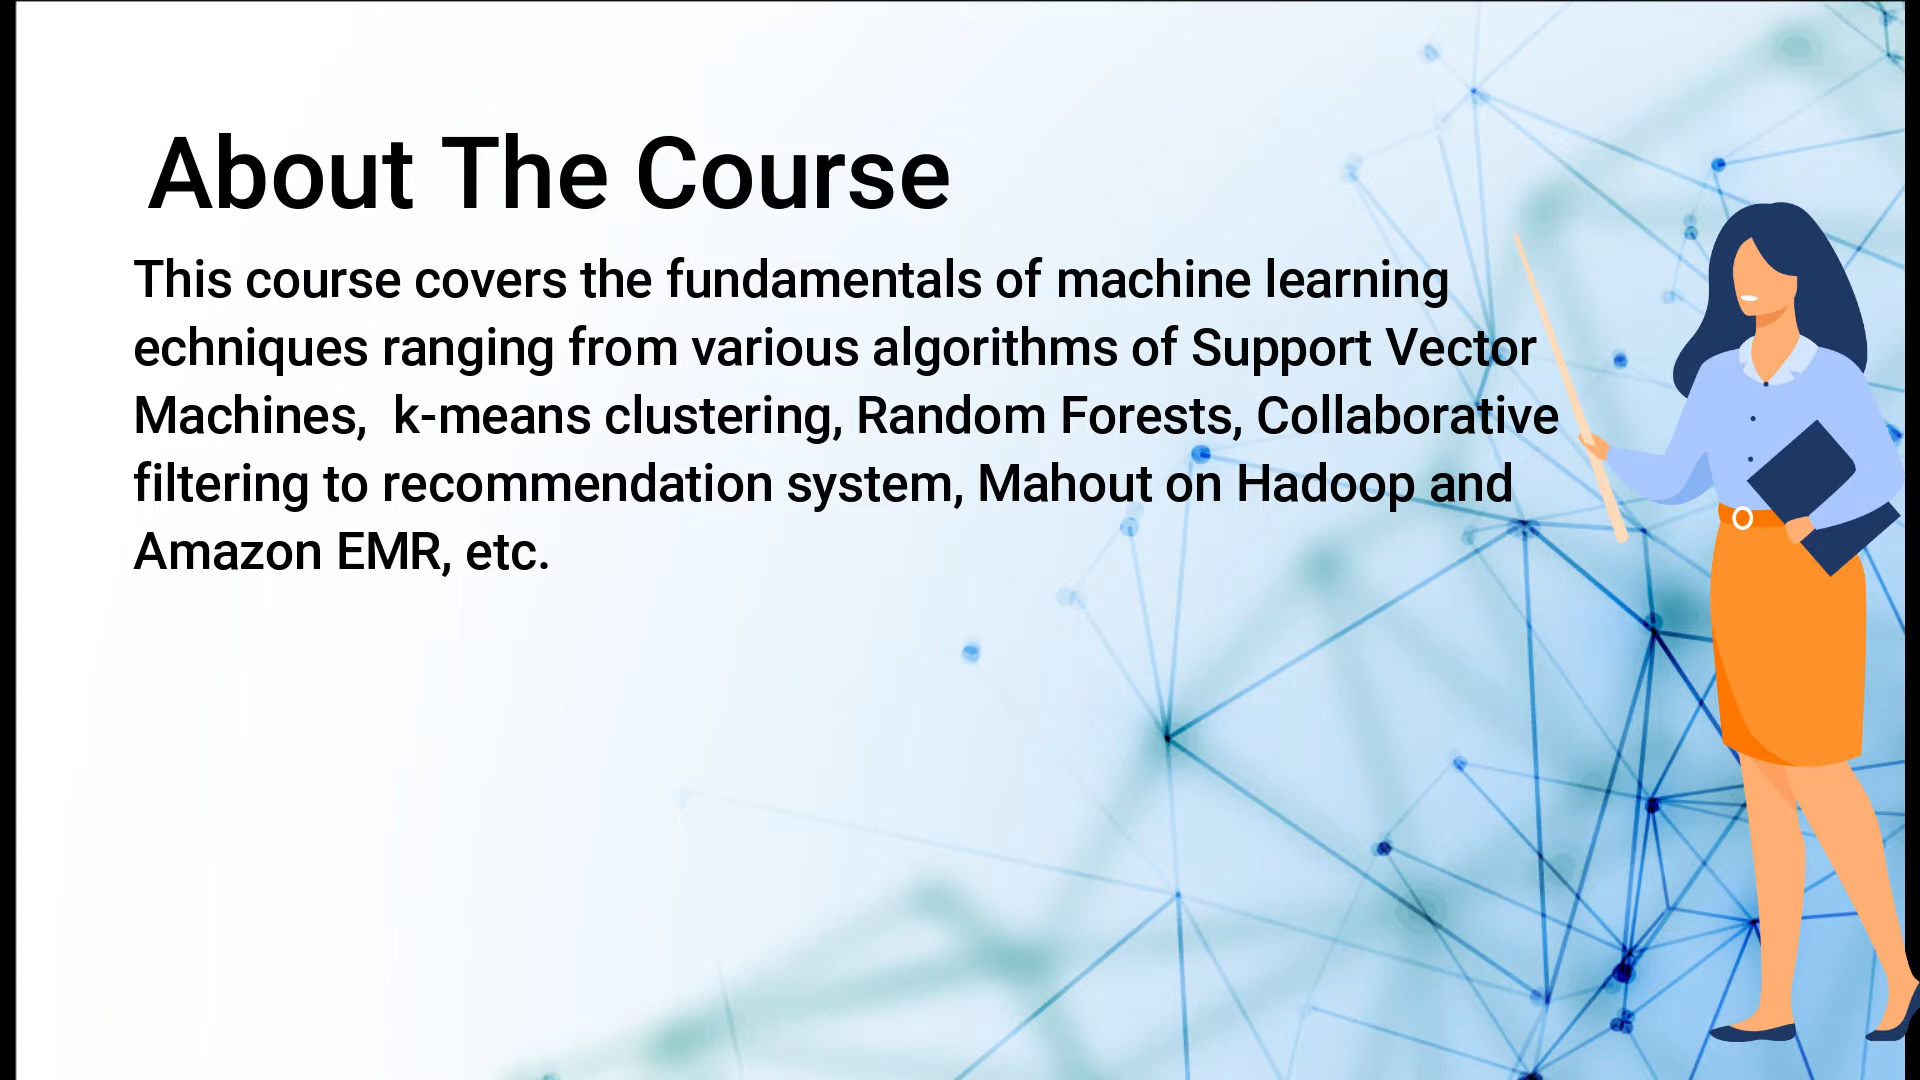 About The Course
This course covers the fundamentals of machine learning
echniques ranging from various algorithms of Support Vector
Machines,  k-means clustering, Random Forests, Collaborative
filtering to recommendation system, Mahout on Hadoop and
Amazon EMR, etc.